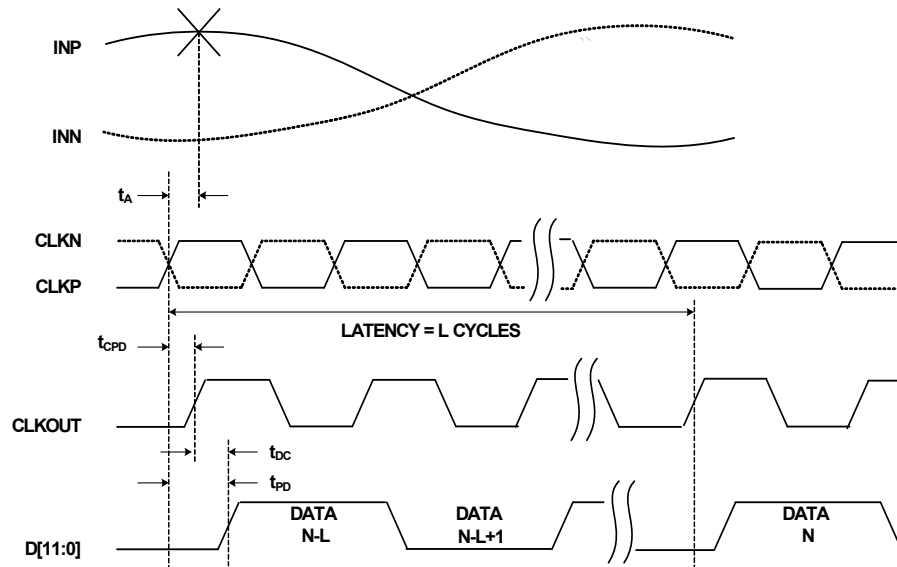 INP
INN
tA
CLKN
CLKP
LATENCY = L CYCLES
tCPD
CLKOUT
tDC
tPD
DATA
N-L
DATA
N-L+1
DATA
N
D[11:0]